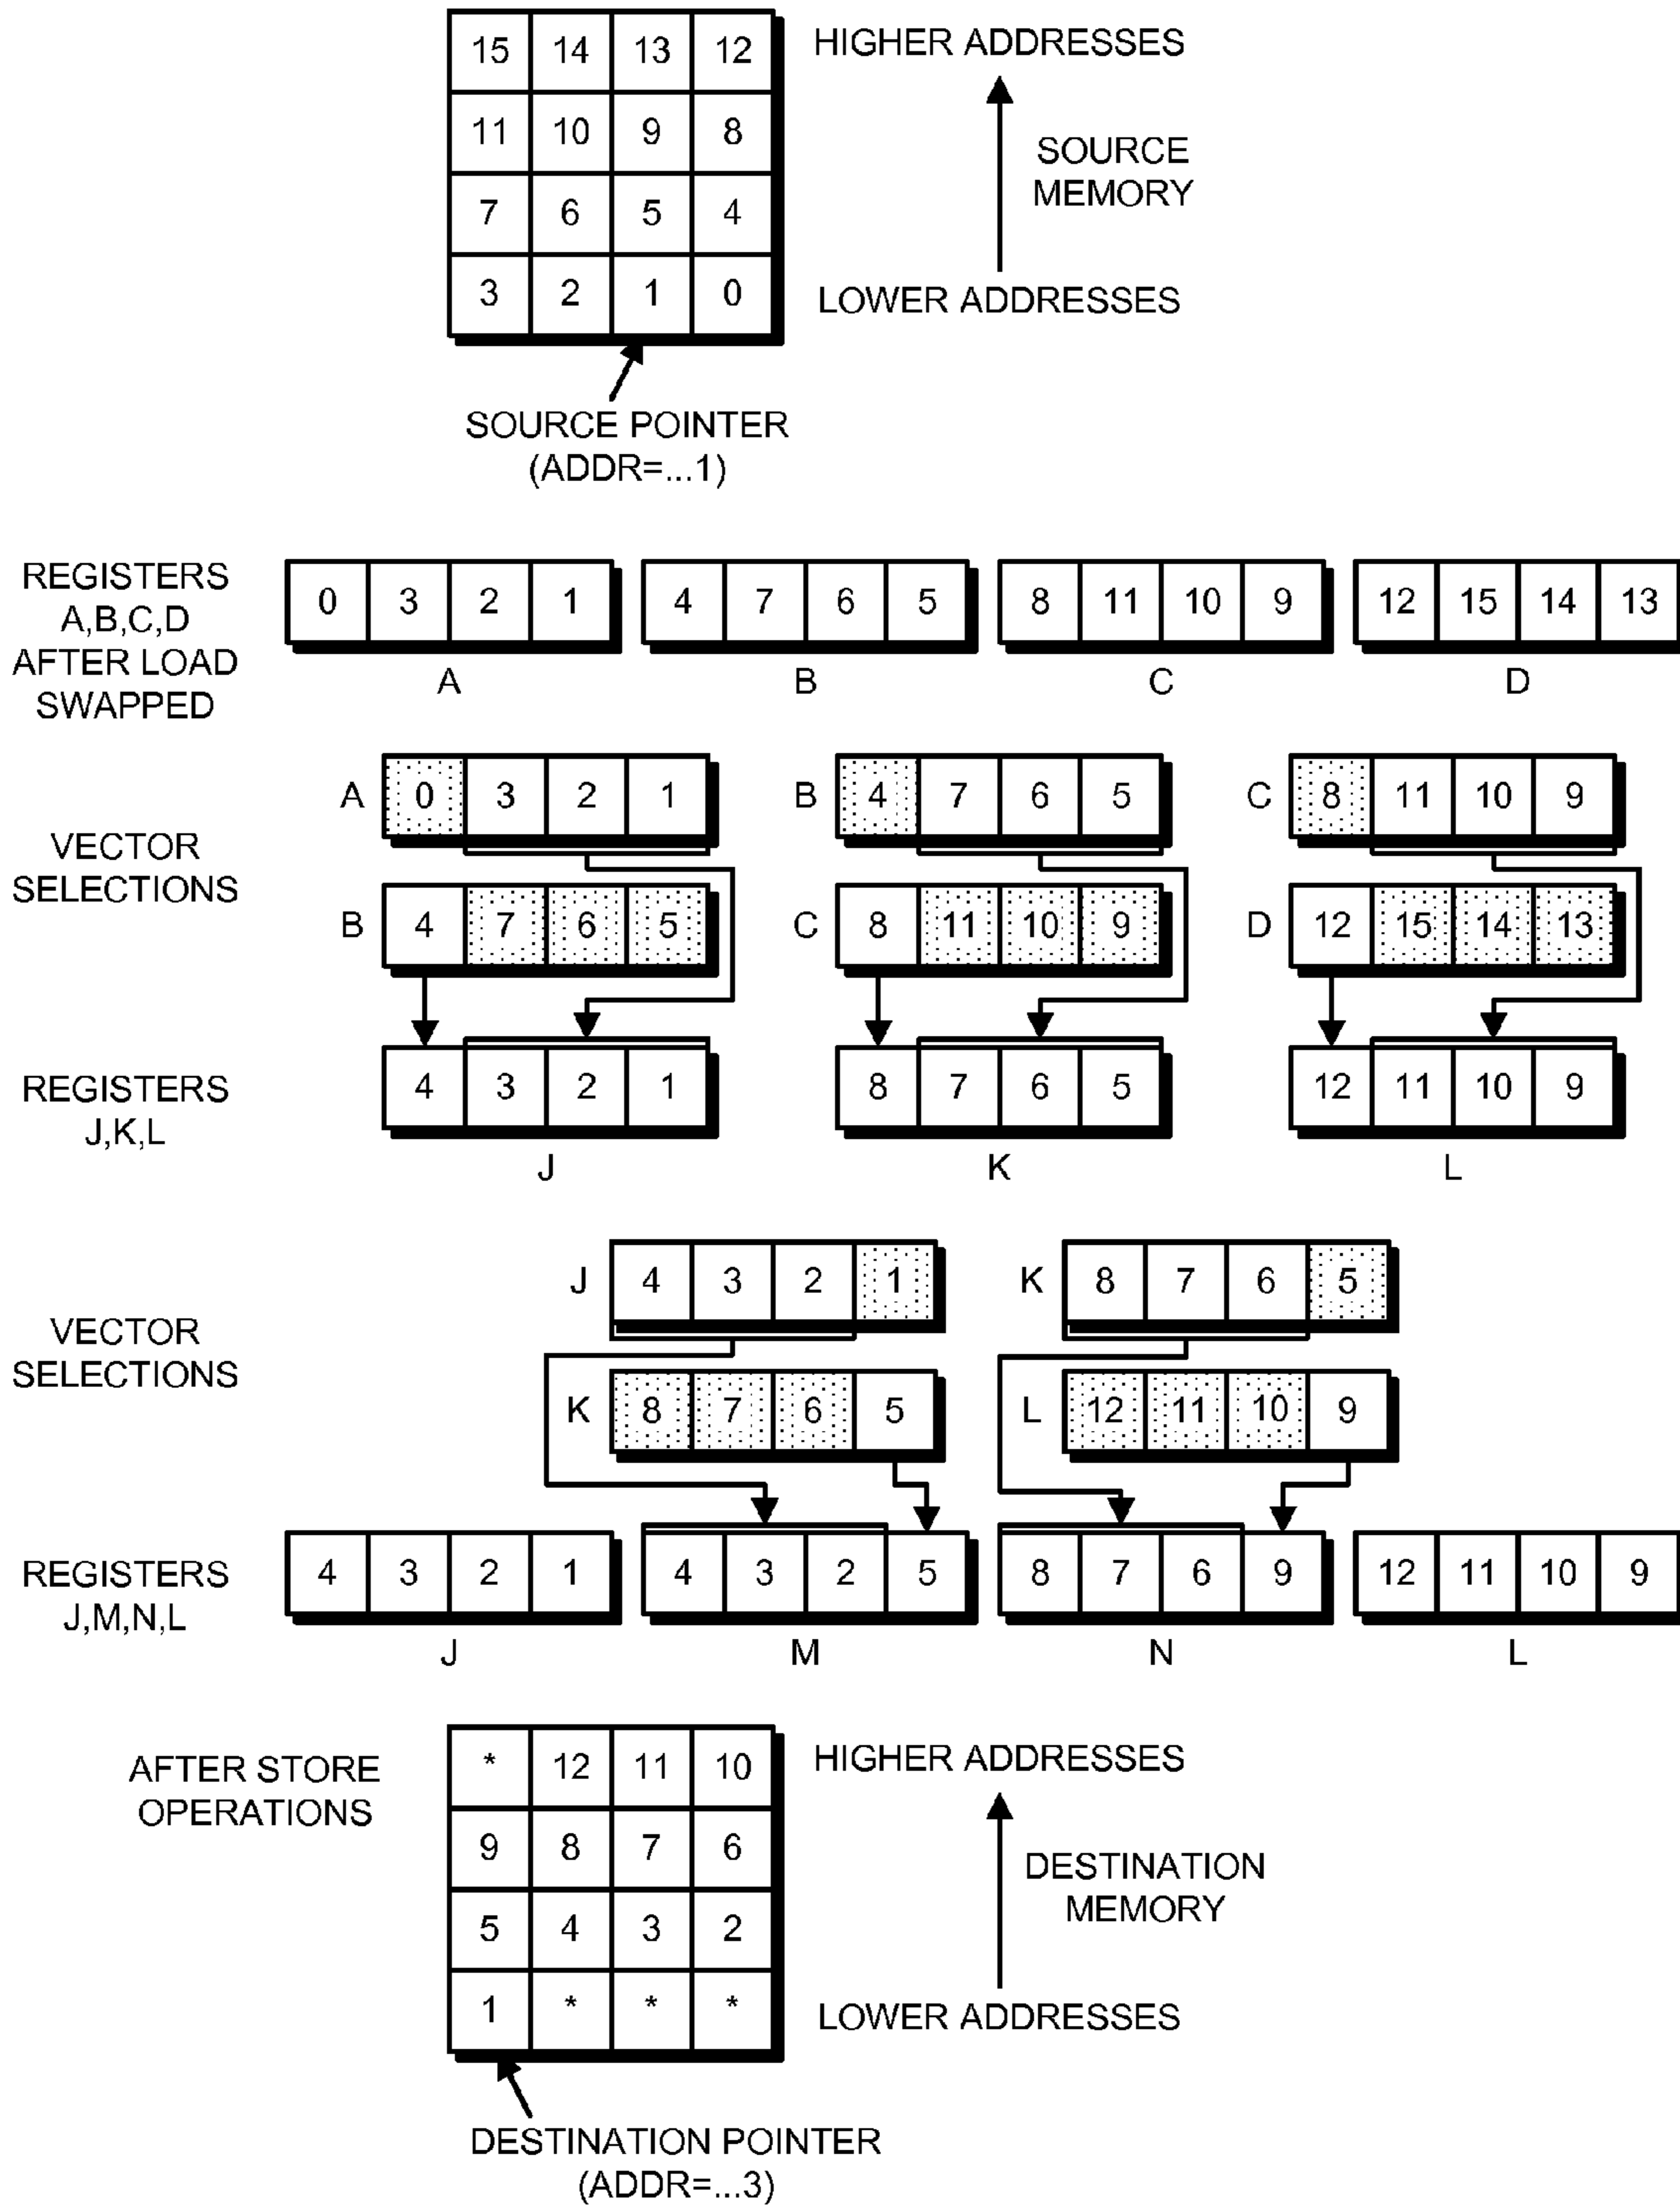 15 14 13 12
HIGHER ADDRESSES
11 10 9 8
SOURCE
MEMORY
7 6 5 4
3 2 1 0
LOWER ADDRESSES
SOURCE POINTER
(ADDR=...1)
REGISTERS
A,B,C,D
AFTER LOAD
SWAPPED
0 3 2 1
4 7 6 5
8 11 10 9
12 15 14 13
A
B
C
D
VECTOR
SELECTIONS
A 0 3 2 1
B 4 7 6 5
C 8 11 10 9
B 4 7 6 5
C 8 11 10 9
D 12 15 14 13
REGISTERS
J,K,L
4 3 2 1
8 7 6 5
12 11 10 9
J
K
L
VECTOR
SELECTIONS
J 4 3 2 1
K 8 7 6 5
K 8 7 6 5
L 12 11 10 9
REGISTERS
J,M,N,L
4 3 2 1
4 3 2 5
8 7 6 9
12 11 10 9
J
M
N
L
AFTER STORE
OPERATIONS
* 12 11 10
HIGHER ADDRESSES
9 8 7 6
DESTINATION
MEMORY
5 4 3 2
1 * * *
LOWER ADDRESSES
DESTINATION POINTER
(ADDR=...3)